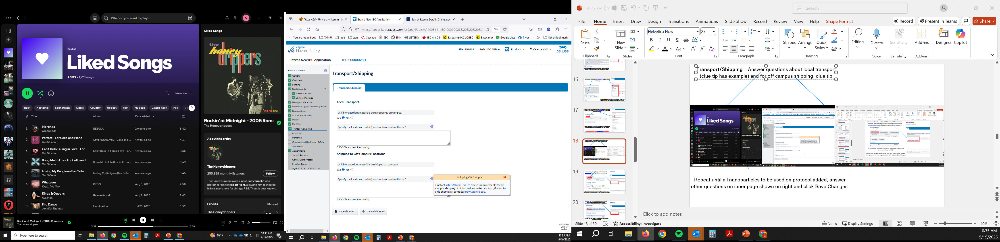 What do you want to play?
C
Playlist
Liked Songs
ck6527 • 1,270 songs
Date added
Rock
Nostalgia
Soundtrack
Classy
Country
Upbeat
Folk
Musicals
Classic Rock
Pop
# Title
Album
Date added
1
Morphea
Green Lads
NEBULA
2 weeks ago
3:42
2
Perfect - For Cello and Piano
GnuS Cello
Covers 2017, Vol. 1 (Cello and ...
4 weeks ago
4:37
3
Can't Help Falling in Love - For ...
GnuS Cello
Can't Help Falling in Love (For...
4 weeks ago
2:55
4
Bring Me to Life - For Cello and...
GnuS Cello
Bring Me to Life (For Cello an...
4 weeks ago
3:49
5
Losing My Religion - For Cello ...
GnuS Cello
Losing My Religion (For Cello ...
4 weeks ago
3:45
6
Whatever
Kygo, Ava Max
KYGO
Aug 5, 2025
2:58
7
Kings & Queens
Ava Max
Heaven & Hell
Aug 2, 2025
2:42
8
Fire Dance
Jennifer Thomas
Illumination
Jul 25, 2025
3:52
Liked Songs
the
honey
drippers
VOLUME ONE
Rockin' at Midnight - 2006 Rema
The Honeydrippers
About the artist
The Honeydrippers
255,939 monthly listeners
Follow
The Honeydrippers were a post-Led Zeppelin side
project for singer Robert Plant, allowing him to indulge
in his sincere love for vintage R&B. Though best known...
Credits
Show all
The Honeydrippers
Rockin' at Midnight - 2006 Remaster
The Honeydrippers
3:39
5:59
Type here to search
82°F
10:35 AM
9/19/2025
Texas A&M University System - In
Start a New IBC Application
Search Results Detail | Grants.gov
https://tamiur4.uat.cayuse.com/esOpenPage.wc?400511~IBC-00000028%20%20%20%2
80%
You are logged out.
TAMIU
tools
stats
Cascade
SSO
SPIN
LISTSERV
IBC risk DB
Basecamp IACUC/IBC
Basecamp
Google class
Pivot
Other Bookmarks
cayuse
Hazard Safety
Site: TAMIU
Role: IBC Office
Products
Celeste Kidd
cayuse
Start a New IBC Application
IBC-00000028 1
Table of Contents
Options
Overview
Funding
Nucleic Acids
NIH Guidelines
Vectors/Plasmids
Biological Materials
Infectious Agents/Microorganisms
Nanoparticles
Whole Animal Work
Plants
Facilities
Transport/Shipping
Dual Use
Personnel
Occupational Health and Safety
Assurance
Attachments
Submit Protocol
Cancel Draft Protocol
Preview Protocol
Agents on IACUC Protocols
Transport/Shipping
Transport/Shipping
Local Transport
Will biohazardous materials be transported on campus?
Yes No
Specify the locations, route(s), and containment methods. *
3500 Characters Remaining
Shipping to Off Campus Locations
Will biohazardous materials be shipped off campus?
Yes No
Specify the locations, route(s), and containment methods. *
Shipping Off Campus
Contact safety@tamiu.edu to discuss requirements for off
campus shipping of biohazardous materials. Also, if want to
ship chemicals, contact safety@tamiu.edu.
3500 Characters Remaining
Save changes
Cancel changes
Resource
Center
badge
10:35 AM
9/19/2025
AutoSave On
Search
File
Home
Insert
Draw
Design
Transitions
Animations
Slide Show
Record
Review
View
Help
Shape Format
Record
Present in Teams
Share
Paste
Clipboard
New
Slide
Slides
Helvetica Now
27
B I U S ab AV
A Aa A A
Font
Paragraph
Shapes
Arrange
Quick
Styles
Drawing
Editing
Dictate
Voice
Sensitivity
Sensitivity
Add-ins
Add-ins
Designer
Copilot
16
17
18
19
20
Transport/Shipping – Answer questions about local transport
(clue tip has example) and for off campus shipping, clue tip
Liked Songs
Repeat until all nanoparticles to be used on protocol added, answer
other questions on inner page shown on right and click Save Changes.
Click to add notes
Slide 18 of 30
Accessibility: Investigate
Notes
Display Settings
40%
10:35 AM
9/19/2025